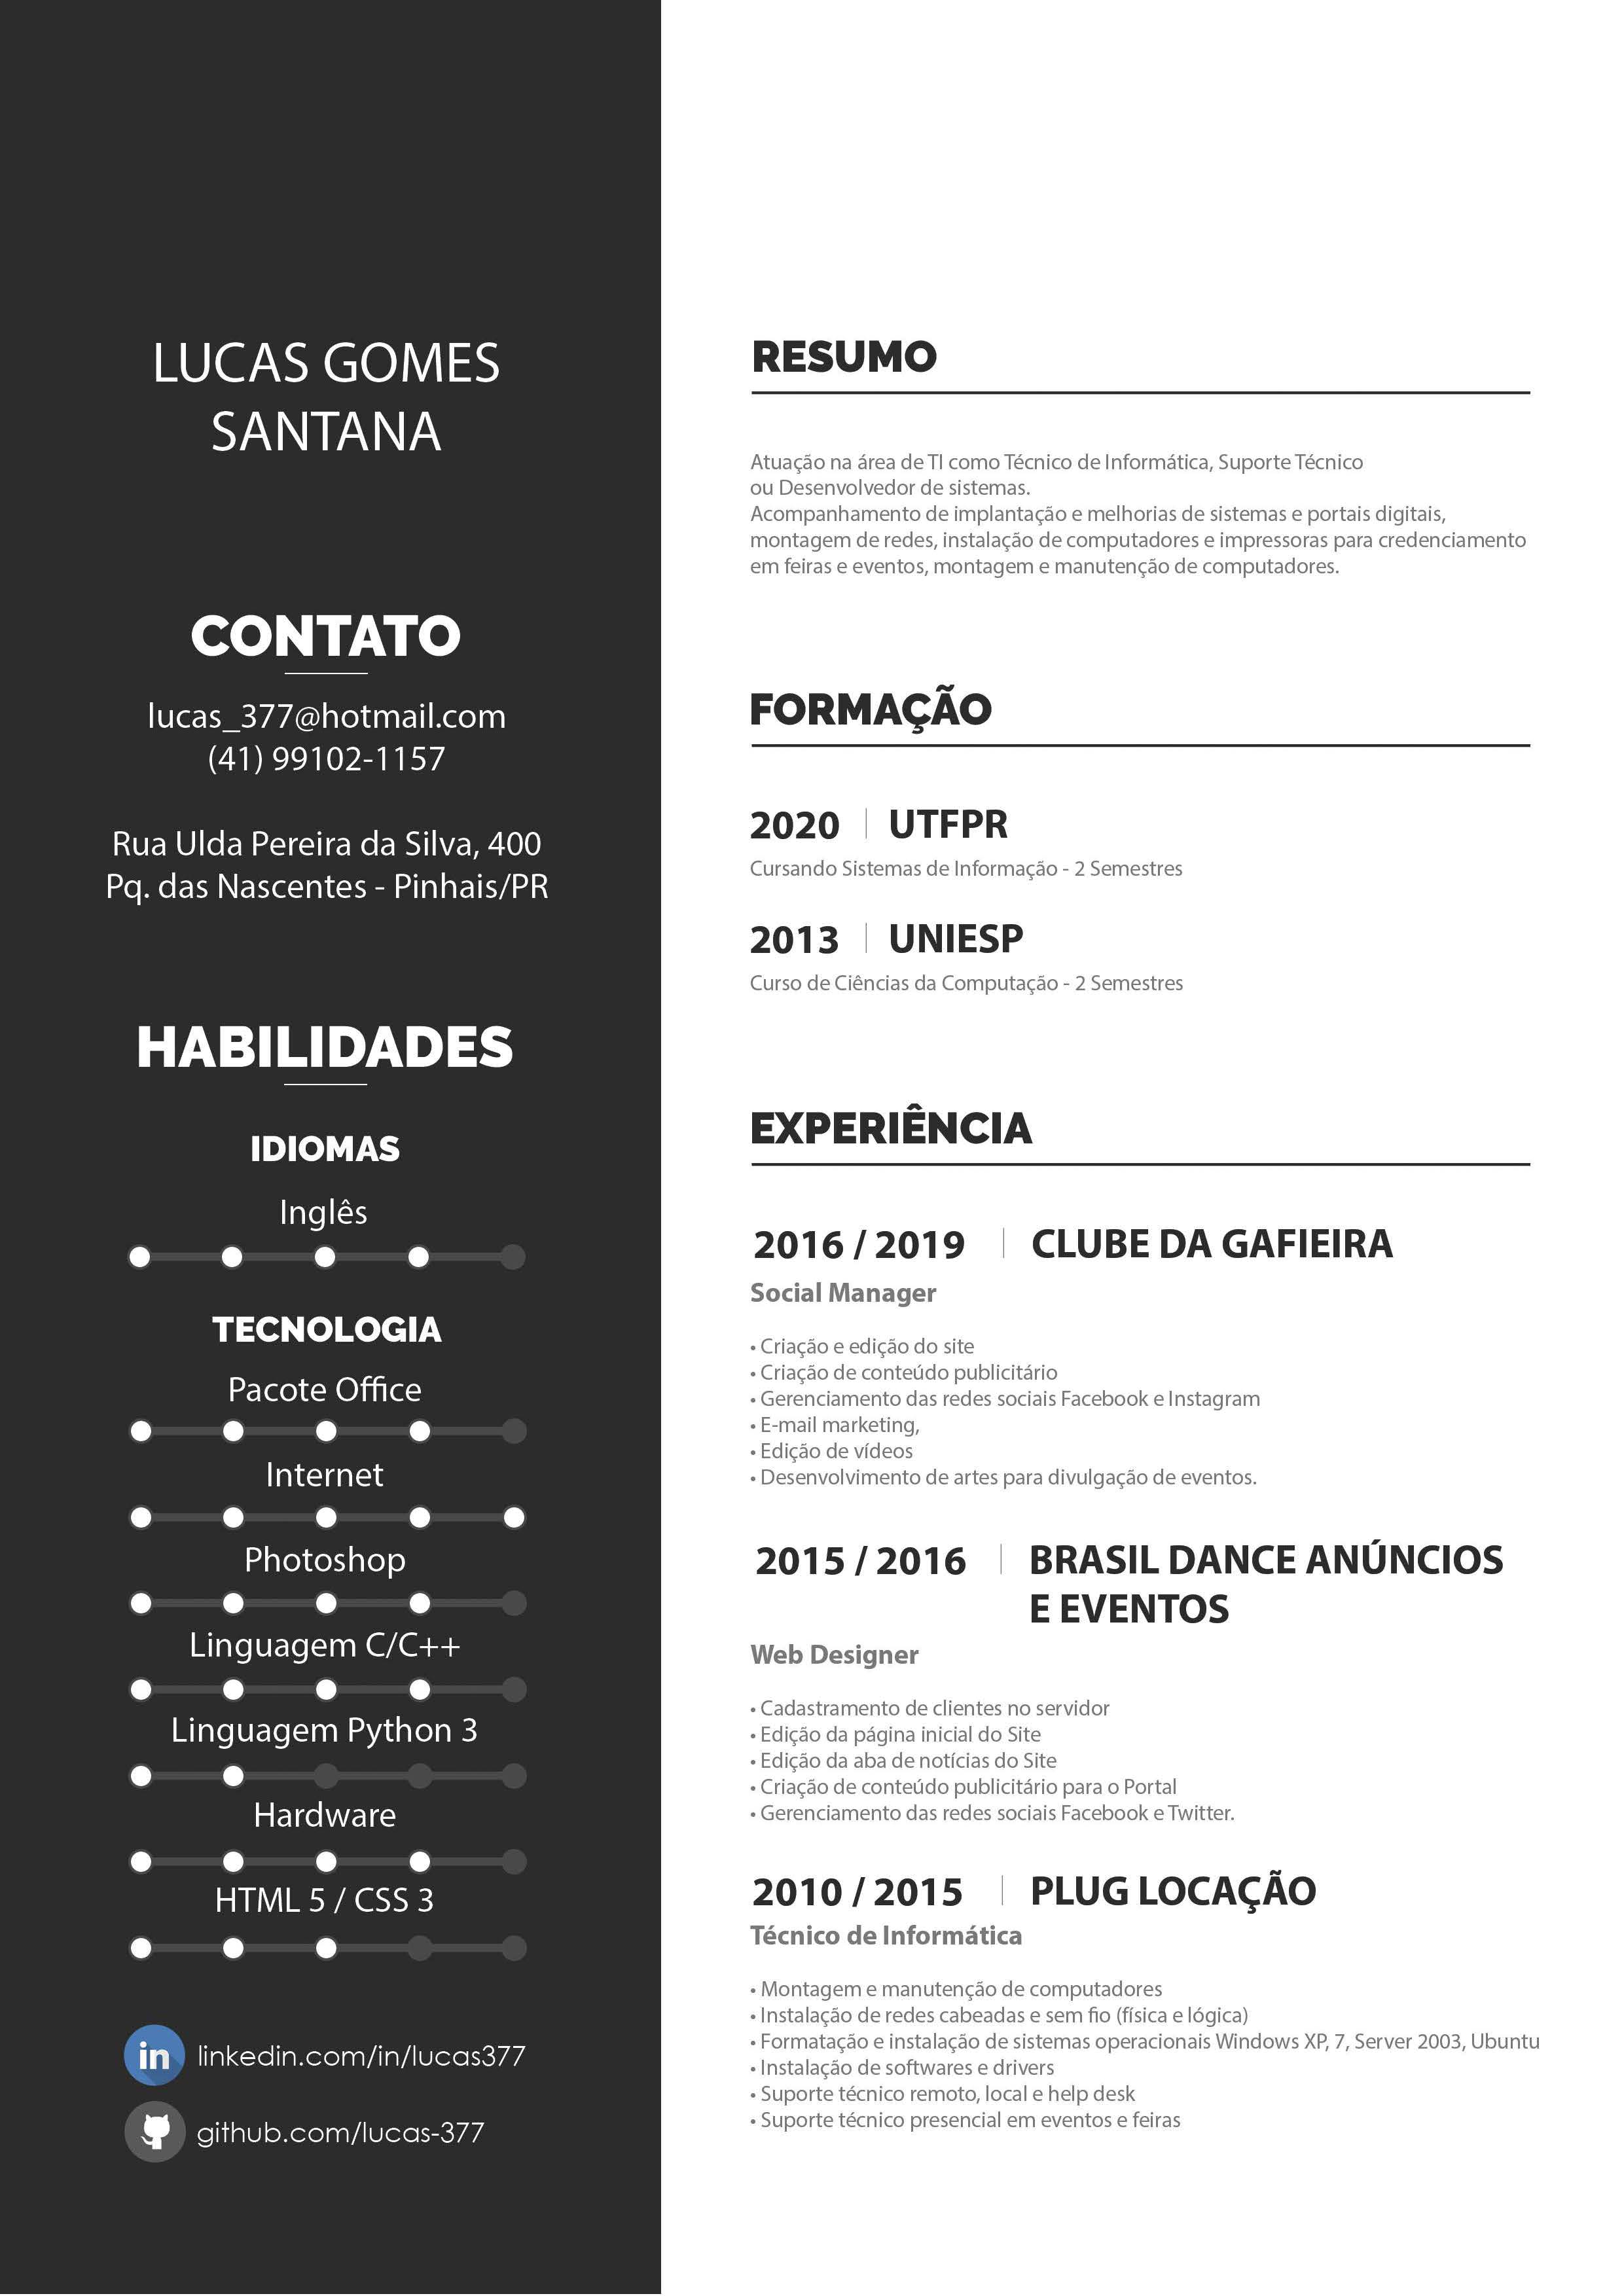 LUCAS GOMES
SANTANA
CONTATO
lucas_377@hotmail.com
(41) 99102-1157
Rua Ulda Pereira da Silva, 400
Pq. das Nascentes - Pinhais/PR
HABILIDADES
IDIOMAS
Inglês
TECNOLOGIA
Pacote Office
Internet
Photoshop
Linguagem C/C++
Linguagem Python 3
Hardware
HTML 5 / CSS 3
in linkedin.com/in/lucas377
github.com/lucas-377
RESUMO
Atuação na área de TI como Técnico de Informática, Suporte Técnico
ou Desenvolvedor de sistemas.
Acompanhamento de implantação e melhorias de sistemas e portais digitais,
montagem de redes, instalação de computadores e impressoras para credenciamento
em feiras e eventos, montagem e manutenção de computadores.
FORMAÇÃO
2020 | UTFPR
Cursando Sistemas de Informação - 2 Semestres
2013 | UNIESP
Curso de Ciências da Computação - 2 Semestres
EXPERIÊNCIA
2016 / 2019 | CLUBE DA GAFIEIRA
Social Manager
• Criação e edição do site
• Criação de conteúdo publicitário
• Gerenciamento das redes sociais Facebook e Instagram
• E-mail marketing,
• Edição de vídeos
• Desenvolvimento de artes para divulgação de eventos.
2015 / 2016 | BRASIL DANCE ANÚNCIOS
E EVENTOS
Web Designer
• Cadastramento de clientes no servidor
• Edição da página inicial do Site
• Edição da aba de notícias do Site
• Criação de conteúdo publicitário para o Portal
• Gerenciamento das redes sociais Facebook e Twitter.
2010 / 2015 | PLUG LOCAÇÃO
Técnico de Informática
• Montagem e manutenção de computadores
• Instalação de redes cabeadas e sem fio (física e lógica)
• Formatação e instalação de sistemas operacionais Windows XP, 7, Server 2003, Ubuntu
• Instalação de softwares e drivers
• Suporte técnico remoto, local e help desk
• Suporte técnico presencial em eventos e feiras